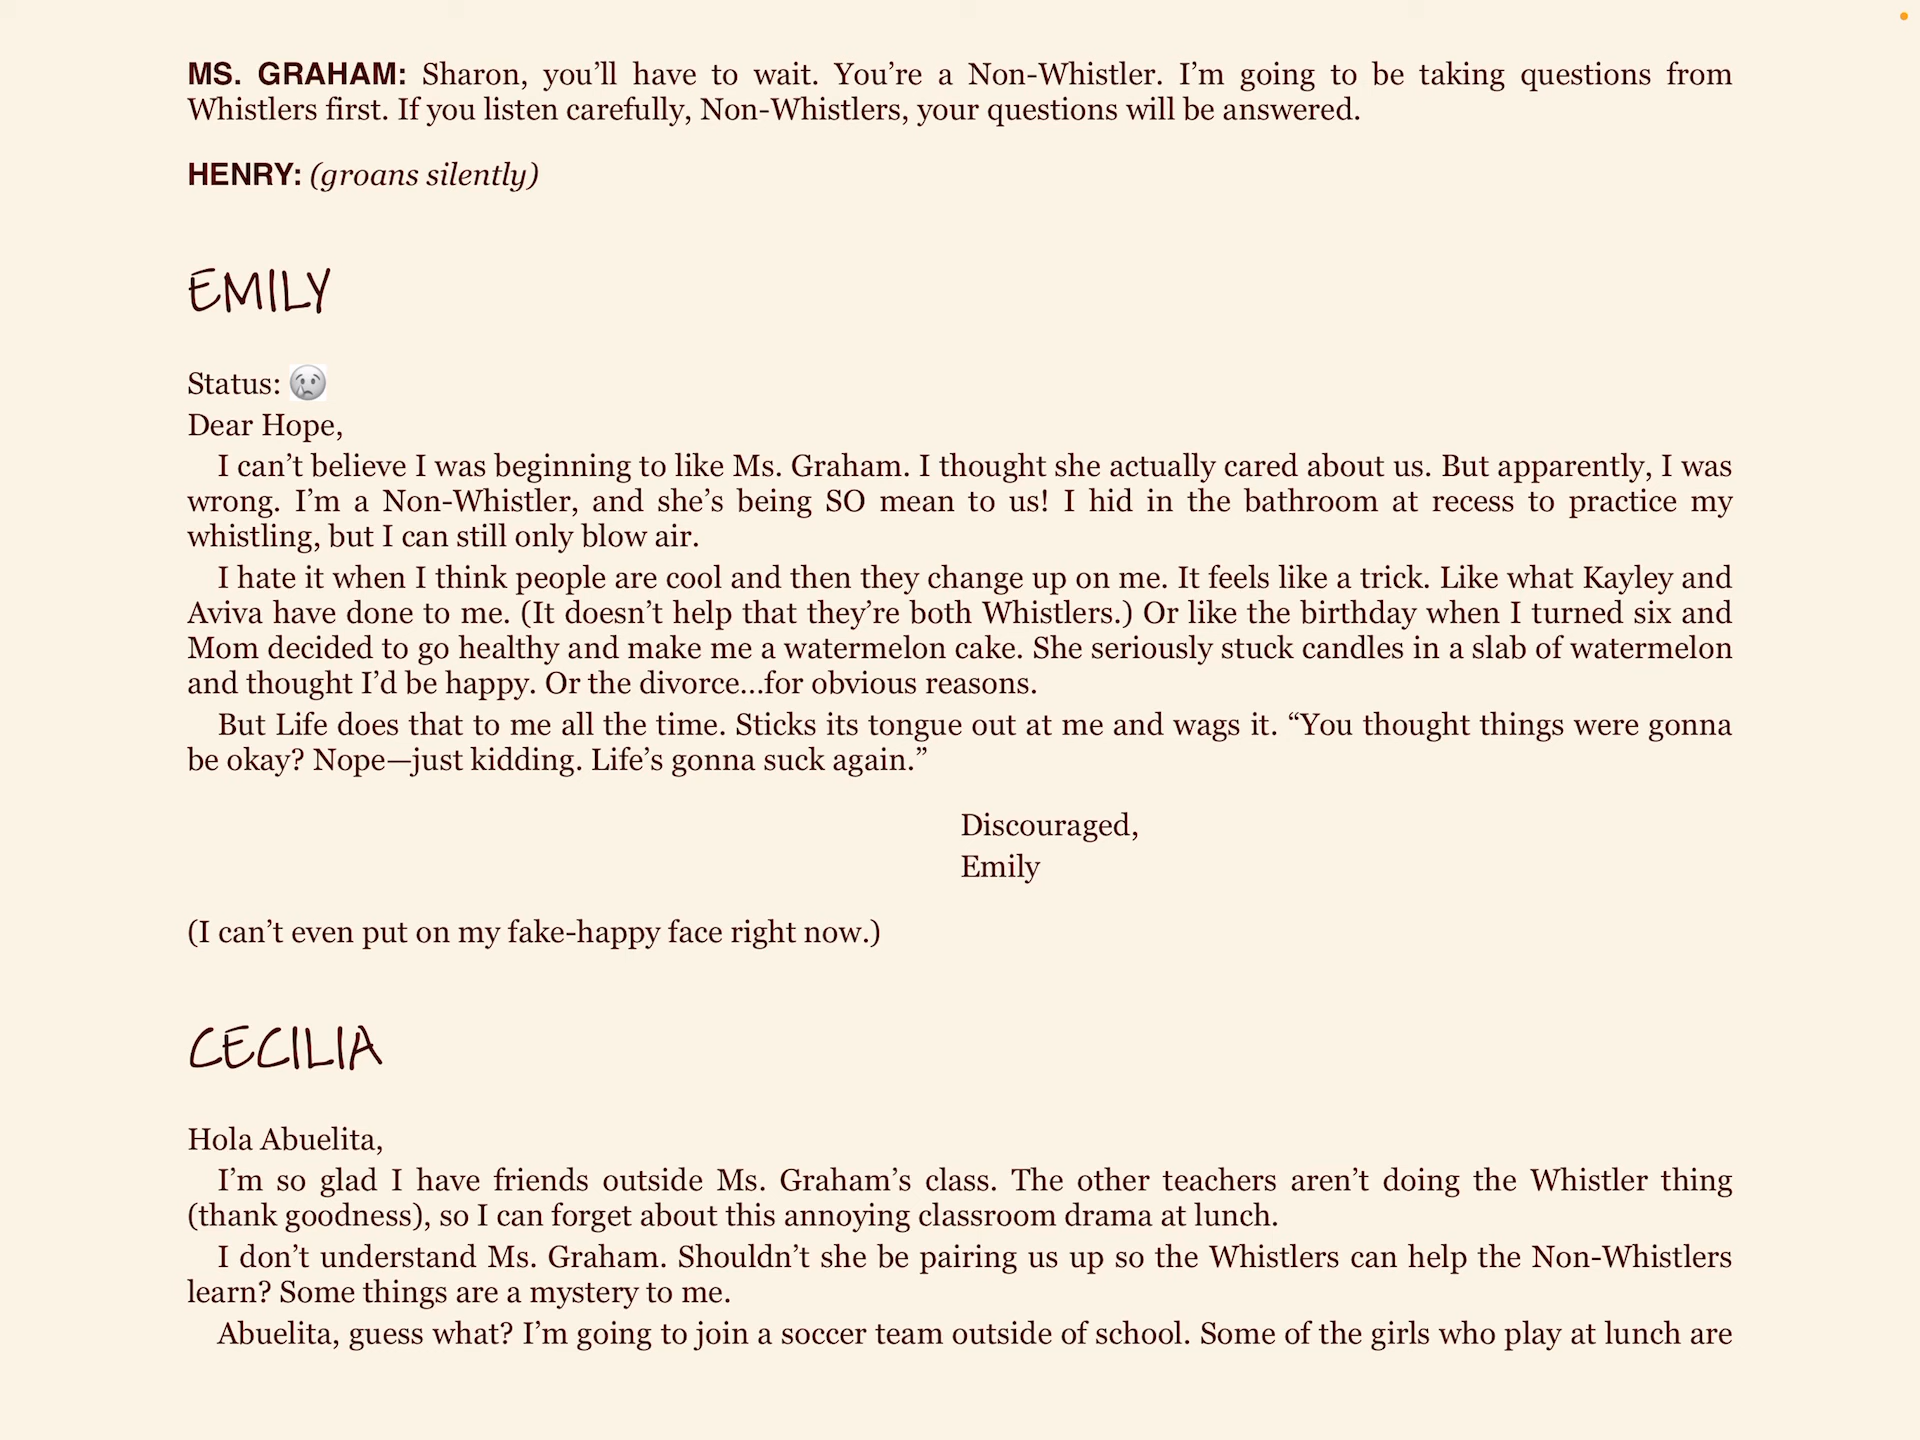 MS. GRAHAM: Sharon, you’ll have to wait. You’re a Non-Whistler. I’m going to be taking questions from
Whistlers first. If you listen carefully, Non-Whistlers, your questions will be answered.
HENRY: (groans silently)
EMILY
Status: 😢
Dear Hope,
I can’t believe I was beginning to like Ms. Graham. I thought she actually cared about us. But apparently, I was
wrong. I’m a Non-Whistler, and she’s being SO mean to us! I hid in the bathroom at recess to practice my
whistling, but I can still only blow air.
I hate it when I think people are cool and then they change up on me. It feels like a trick. Like what Kayley and
Aviva have done to me. (It doesn’t help that they’re both Whistlers.) Or like the birthday when I turned six and
Mom decided to go healthy and make me a watermelon cake. She seriously stuck candles in a slab of watermelon
and thought I’d be happy. Or the divorce...for obvious reasons.
But Life does that to me all the time. Sticks its tongue out at me and wags it. “You thought things were gonna
be okay? Nope—just kidding. Life’s gonna suck again.”
Discouraged,
Emily
(I can’t even put on my fake-happy face right now.)
CECILIA
Hola Abuelita,
I’m so glad I have friends outside Ms. Graham’s class. The other teachers aren’t doing the Whistler thing
(thank goodness), so I can forget about this annoying classroom drama at lunch.
I don’t understand Ms. Graham. Shouldn’t she be pairing us up so the Whistlers can help the Non-Whistlers
learn? Some things are a mystery to me.
Abuelita, guess what? I’m going to join a soccer team outside of school. Some of the girls who play at lunch are